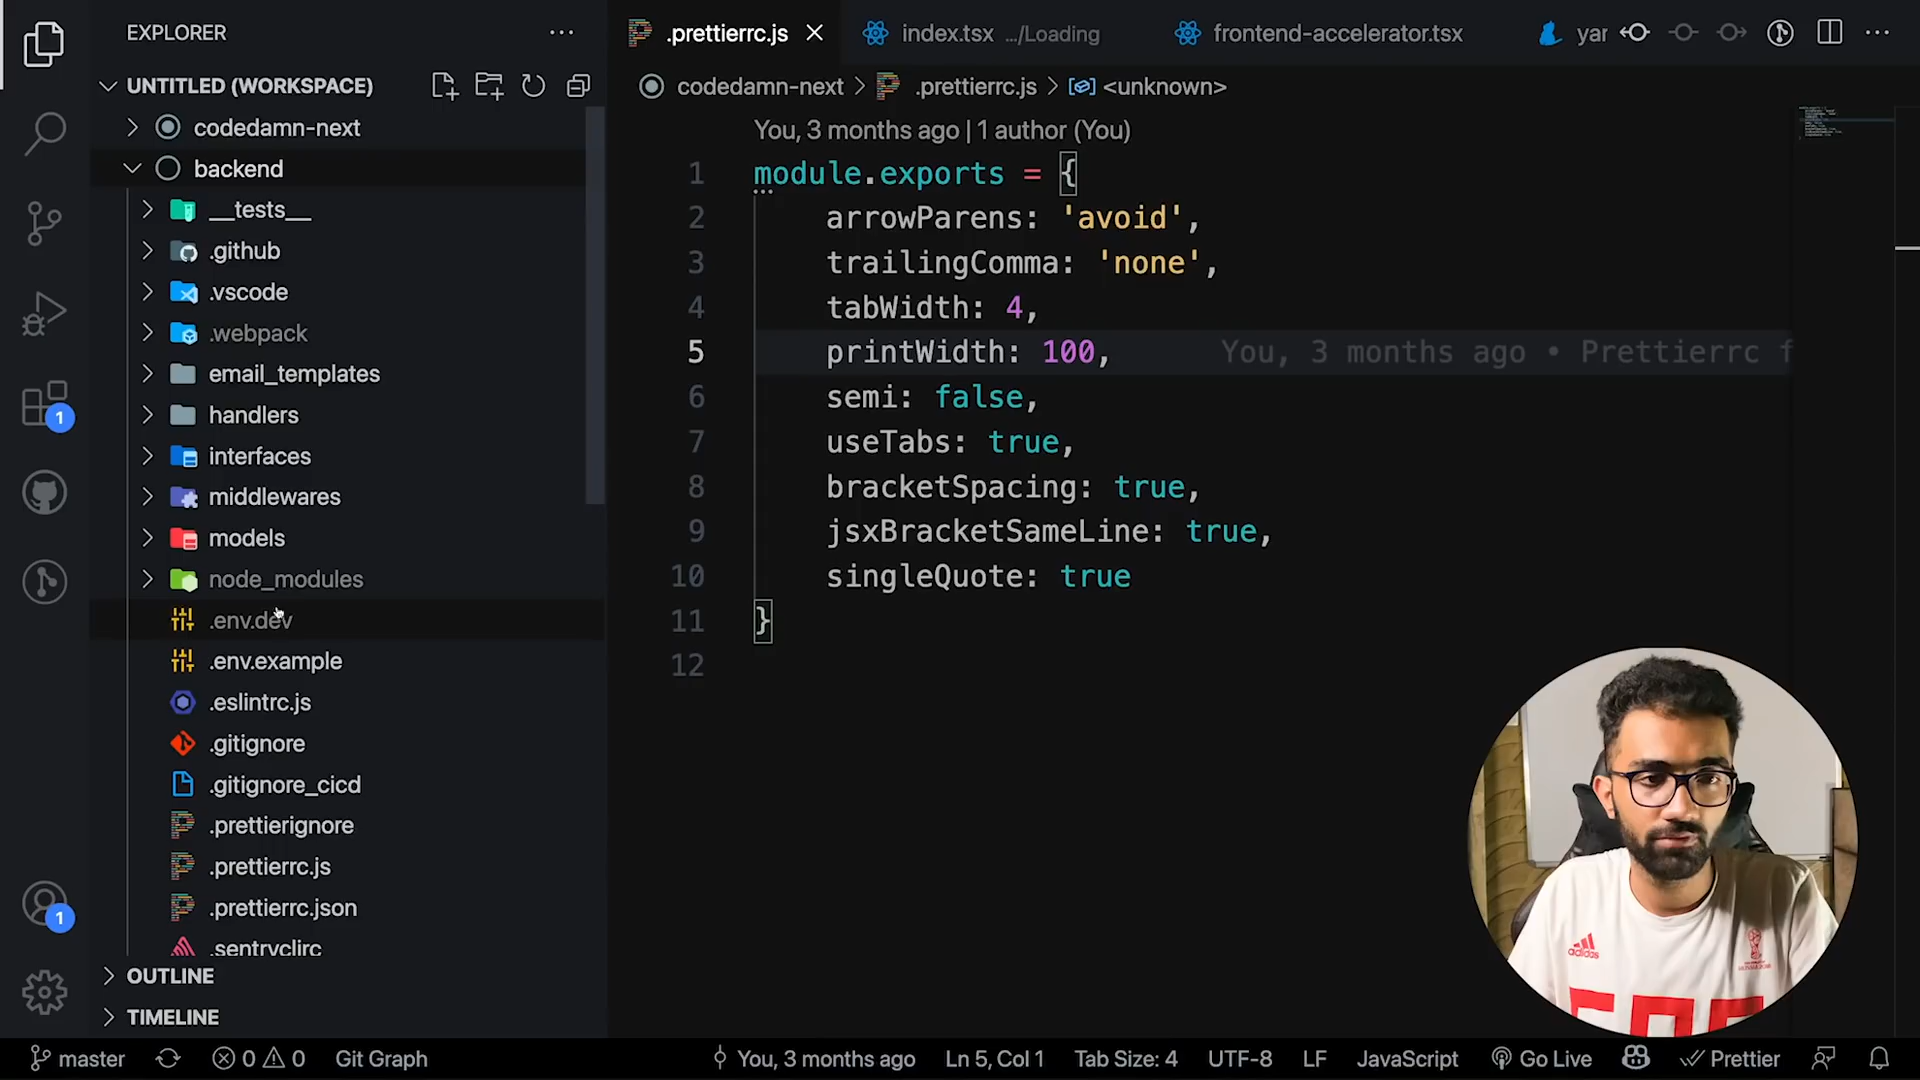 EXPLORER
UNTITLED (WORKSPACE)
codedamn-next
backend
__tests__
.github
.vscode
.webpack
email_templates
handlers
interfaces
middlewares
models
node_modules
.env.dev
.env.example
.eslintrc.js
.gitignore
.gitignore_cicd
.prettierignore
.prettierrc.js
.prettierrc.json
.sentryclirc
OUTLINE
TIMELINE
1
1
.prettierrc.js
index.tsx .../Loading
frontend-accelerator.tsx
yar
codedamn-next > .prettierrc.js > <unknown>
You, 3 months ago | 1 author (You)
1 module.exports = {
2 arrowParens: 'avoid',
3 trailingComma: 'none',
4 tabWidth: 4,
5 printWidth: 100, You, 3 months ago • Prettierrc f
6 semi: false,
7 useTabs: true,
8 bracketSpacing: true,
9 jsxBracketSameLine: true,
10 singleQuote: true
11 }
12
adidas
master 0 0 Git Graph You, 3 months ago Ln 5, Col 1 Tab Size: 4 UTF-8 LF JavaScript Go Live Prettier